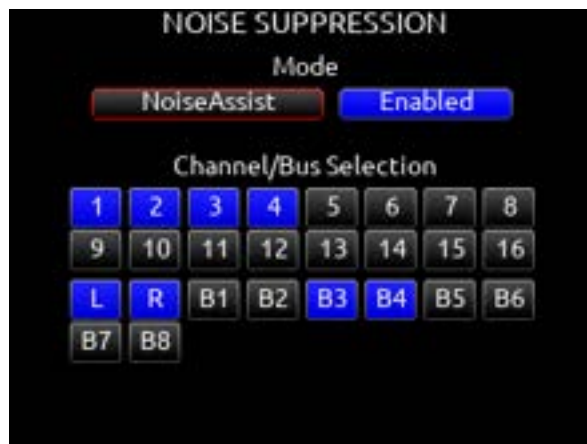 NOISE SUPPRESSION
Mode
NoiseAssist Enabled
Channel/Bus Selection
1 2 3 4 5 6 7 8
9 10 11 12 13 14 15 16
L R B1 B2 B3 B4 B5 B6
B7 B8